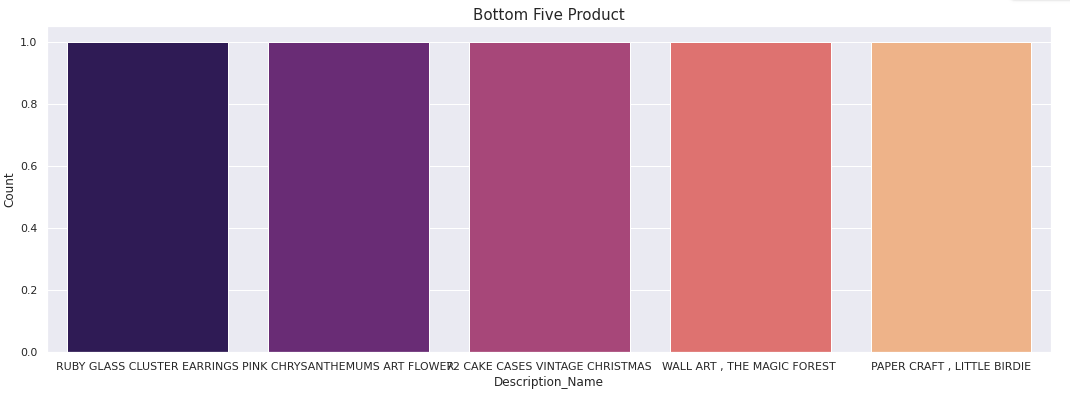 Bottom Five Product
1.0
0.8
0.6
0.4
0.2
0.0
Count
RUBY GLASS CLUSTER EARRINGS PINK CHRYSANTHEMUMS ART FLOWER 72 CAKE CASES VINTAGE CHRISTMAS WALL ART , THE MAGIC FOREST PAPER CRAFT , LITTLE BIRDIE
Description_Name